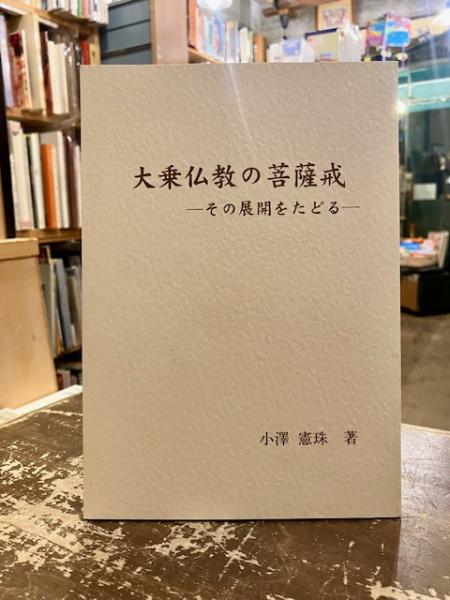 大乗仏教の菩薩戒
―その展開をたどる―
小澤 憲珠 著